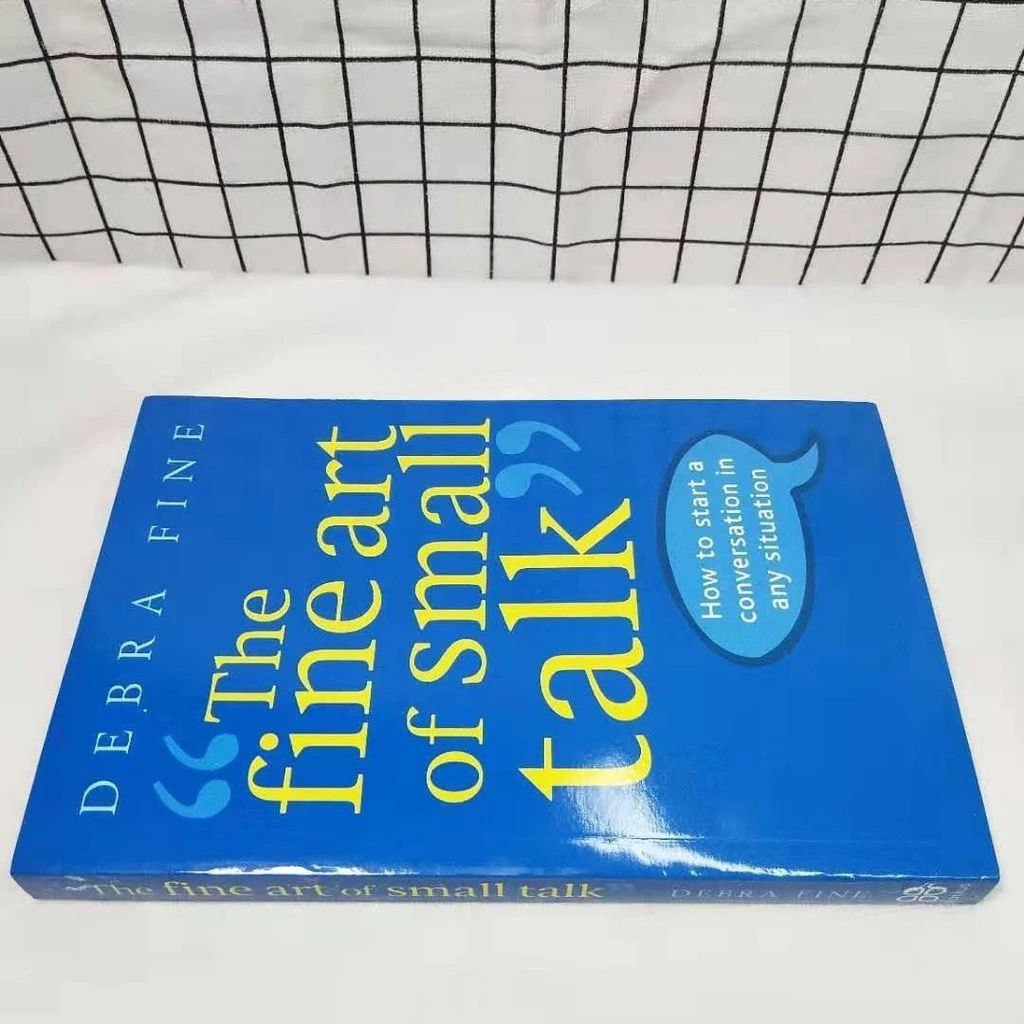 DEBRA FINE
“The
fine art
of small
talk”
How to start a
conversation in
any situation
The fine art of small talk DEBRA FINE